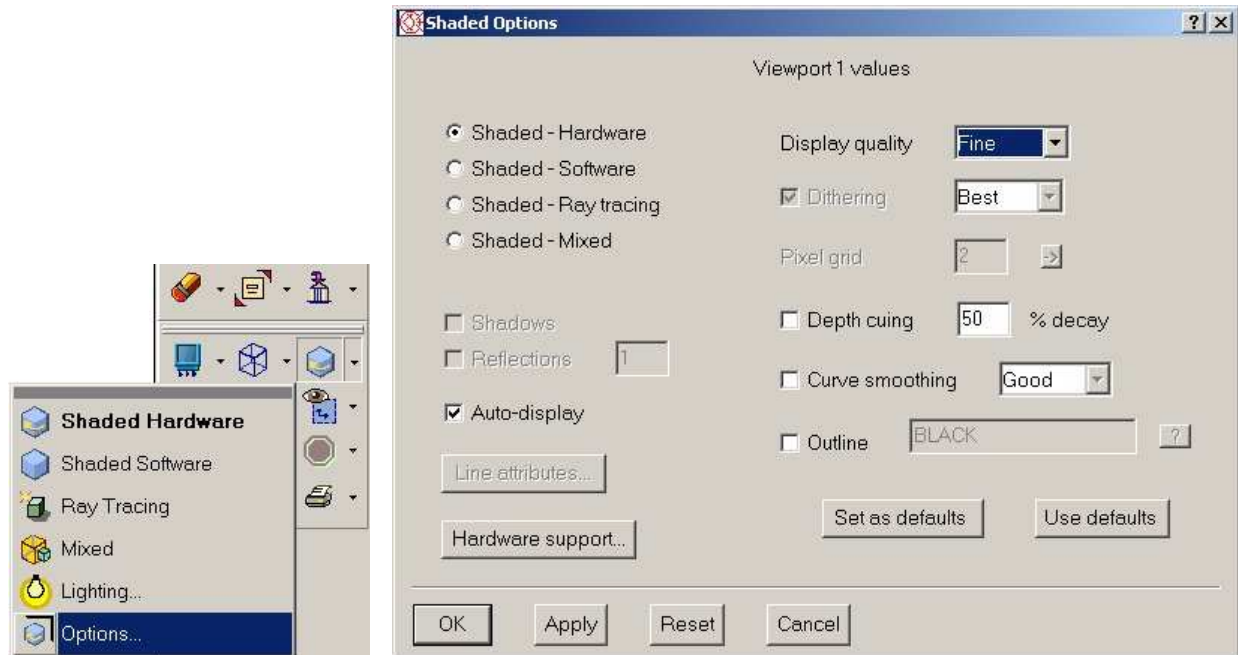 Shaded Hardware
Shaded Software
Ray Tracing
Mixed
Lighting...
Options...
Shaded Options
Viewport 1 values
Shaded - Hardware
Shaded - Software
Shaded - Ray tracing
Shaded - Mixed
Shadows
Reflections 1
Auto-display
Line attributes...
Hardware support...
Display quality Fine
Dithering Best
Pixel grid 2 ->
Depth cuing 50 % decay
Curve smoothing Good
Outline BLACK ?
Set as defaults Use defaults
OK Apply Reset Cancel